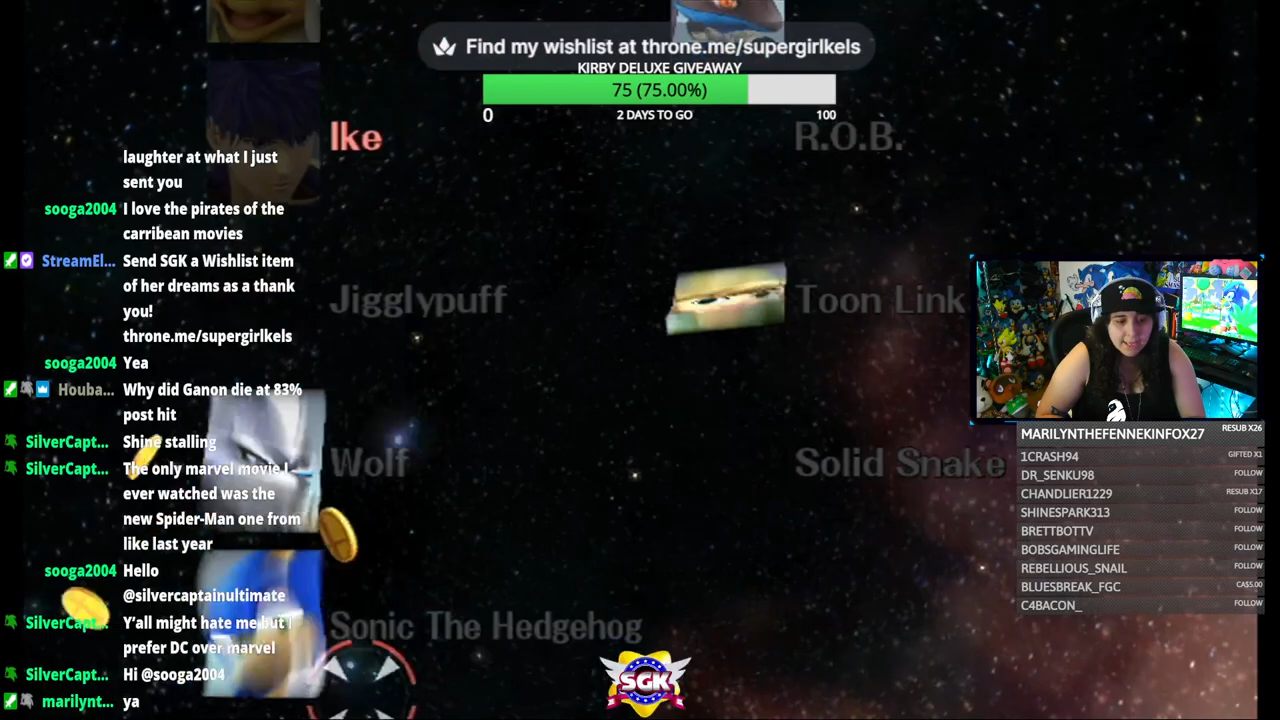 Find my wishlist at throne.me/supergirlkels
KIRBY DELUXE GIVEAWAY
75 (75.00%)
0
2 DAYS TO GO
100
Ike
R.O.B.
Jigglypuff
Toon Link
Wolf
Solid Snake
Sonic The Hedgehog
laughter at what I just
sent you
sooga2004 I love the pirates of the
carribean movies
StreamEl... Send SGK a Wishlist item
of her dreams as a thank
you!
throne.me/supergirlkels
sooga2004 Yea
Houba... Why did Ganon die at 83%
post hit
SilverCapt... Shine stalling
SilverCapt... The only marvel movie I
ever watched was the
new Spider-Man one from
like last year
sooga2004 Hello
@silvercaptainultimate
SilverCapt... Y'all might hate me but I
prefer DC over marvel
SilverCapt... Hi @sooga2004
marilynt... ya
MARILYNTHEFENNEKINFOX27 RESUB X26
1CRASH94 GIFTED X1
DR_SENKU98 FOLLOW
CHANDLIER1229 RESUB X17
SHINESPARK313 FOLLOW
BRETTBOTTV FOLLOW
BOBSGAMINGLIFE FOLLOW
REBELLIOUS_SNAIL FOLLOW
BLUESBREAK_FGC CA$5.00
C4BACON_ FOLLOW
SGK